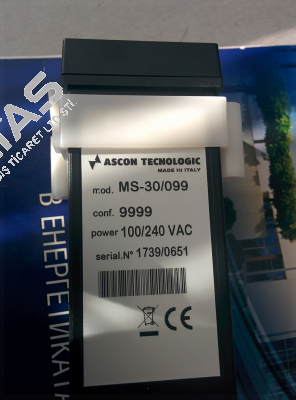 ASCON TECNOLOGIC
MADE IN ITALY
mod. MS-30/099
conf. 9999
power 100/240 VAC
serial.N° 1739/0651
CE
В ЕНЕРГЕТИКАТА